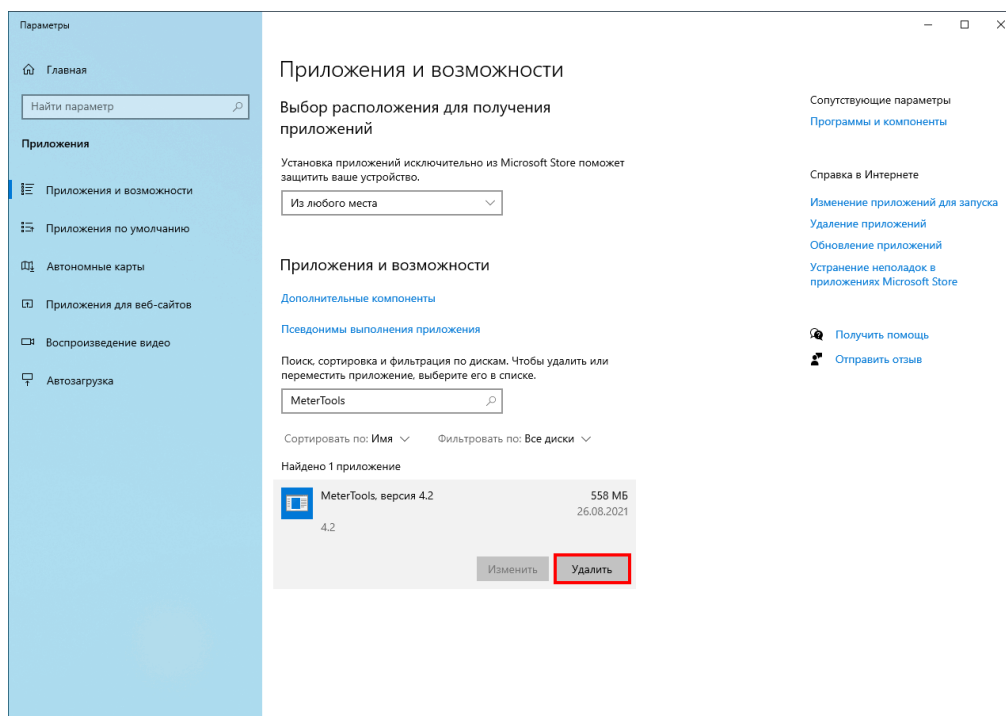 Параметры
Главная
Найти параметр
Приложения
Приложения и возможности
Приложения по умолчанию
Автономные карты
Приложения для веб-сайтов
Воспроизведение видео
Автозагрузка
Приложения и возможности
Выбор расположения для получения
приложений
Установка приложений исключительно из Microsoft Store поможет
защитить ваше устройство.
Из любого места
Приложения и возможности
Дополнительные компоненты
Псевдонимы выполнения приложения
Поиск, сортировка и фильтрация по дискам. Чтобы удалить или
переместить приложение, выберите его в списке.
MeterTools
Сортировать по: Имя Фильтровать по: Все диски
Найдено 1 приложение
MeterTools, версия 4.2 558 МБ
26.08.2021
4.2
Изменить Удалить
Сопутствующие параметры
Программы и компоненты
Справка в Интернете
Изменение приложений для запуска
Удаление приложений
Обновление приложений
Устранение неполадок в
приложениях Microsoft Store
Получить помощь
Отправить отзыв